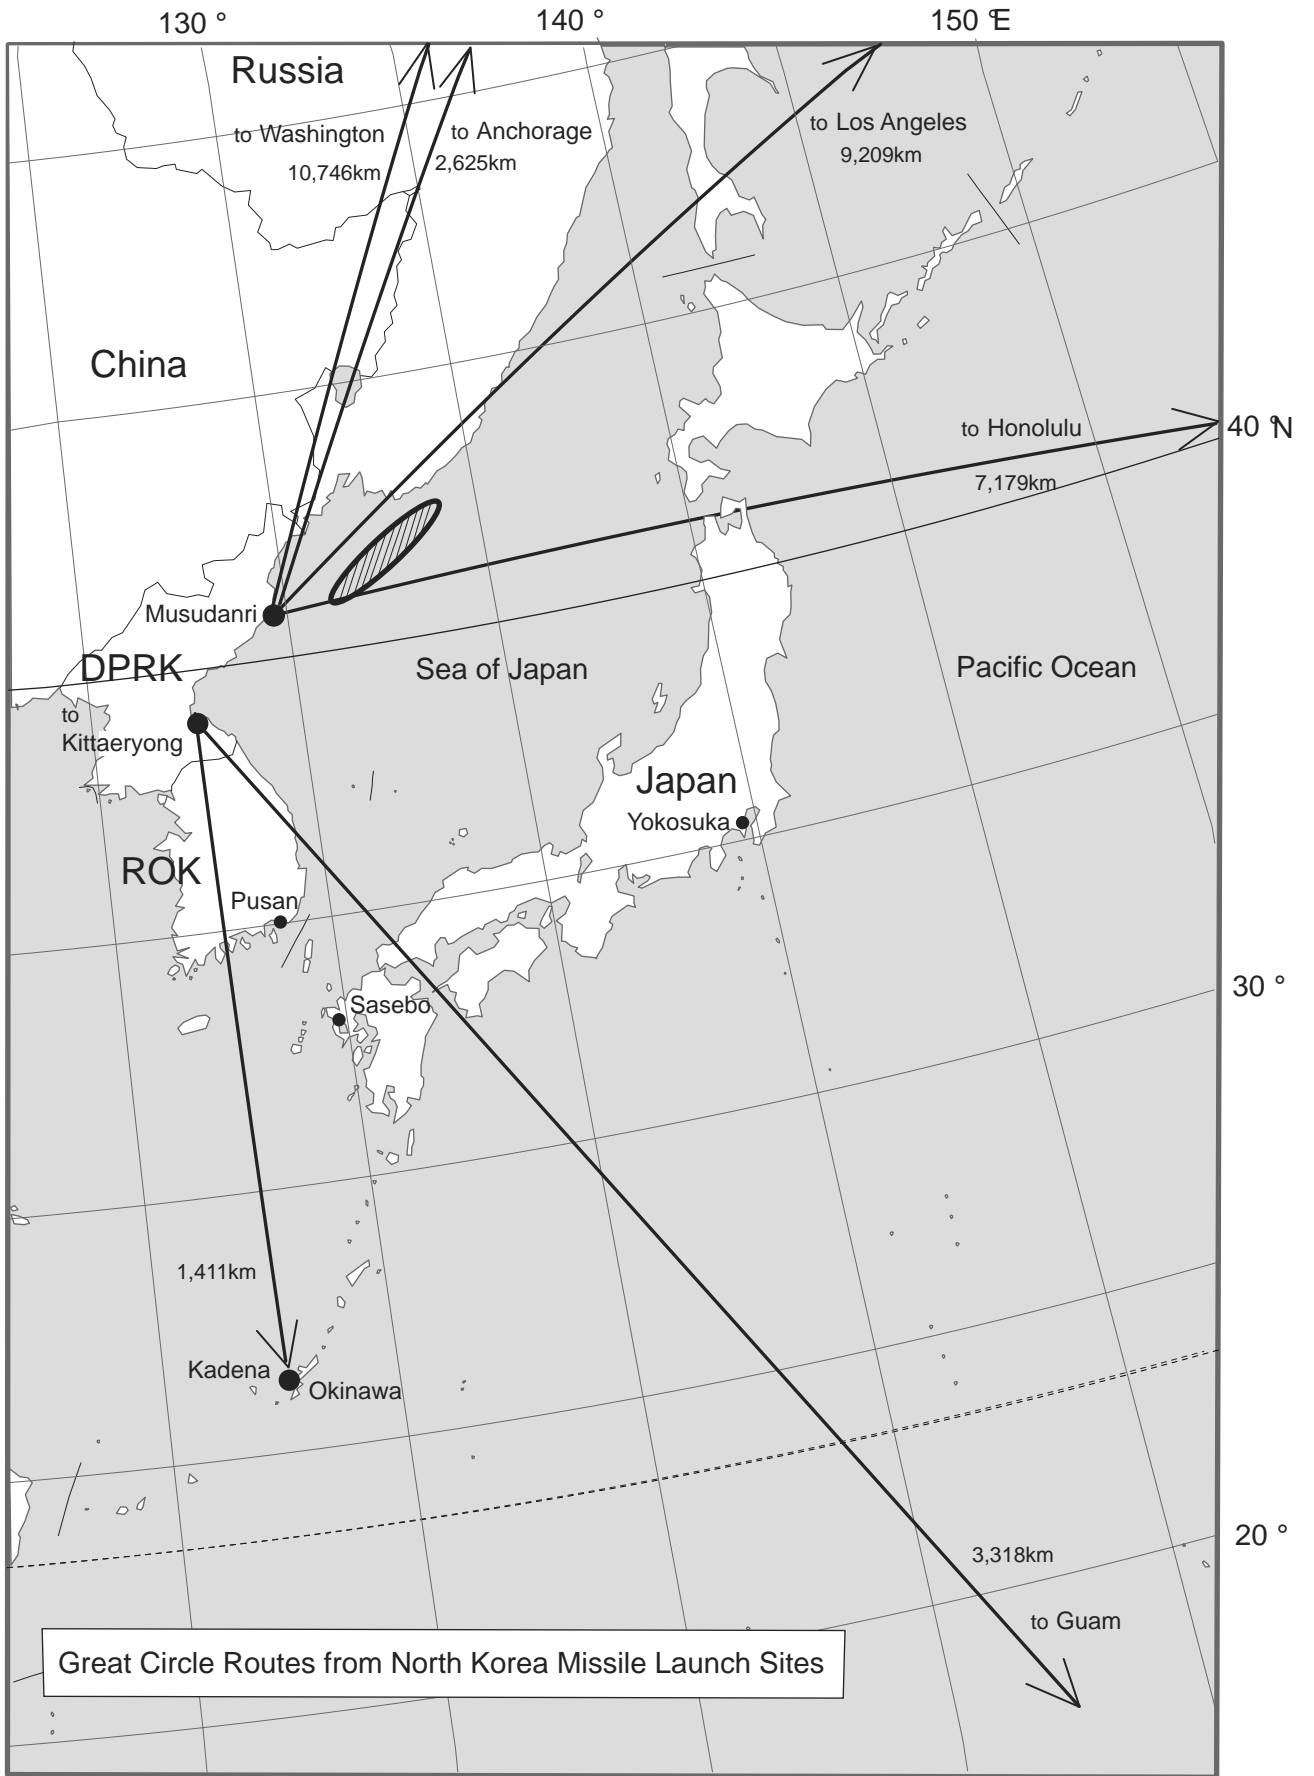 130 °
140 °
150 °E
Russia
to Washington
10,746km
to Anchorage
2,625km
to Los Angeles
9,209km
China
to Honolulu
7,179km
40 °N
Musudanri
DPRK
Sea of Japan
Pacific Ocean
to
Kittaeryong
Japan
Yokosuka
ROK
Pusan
30 °
Sasebo
1,411km
Kadena
Okinawa
20 °
3,318km
to Guam
Great Circle Routes from North Korea Missile Launch Sites